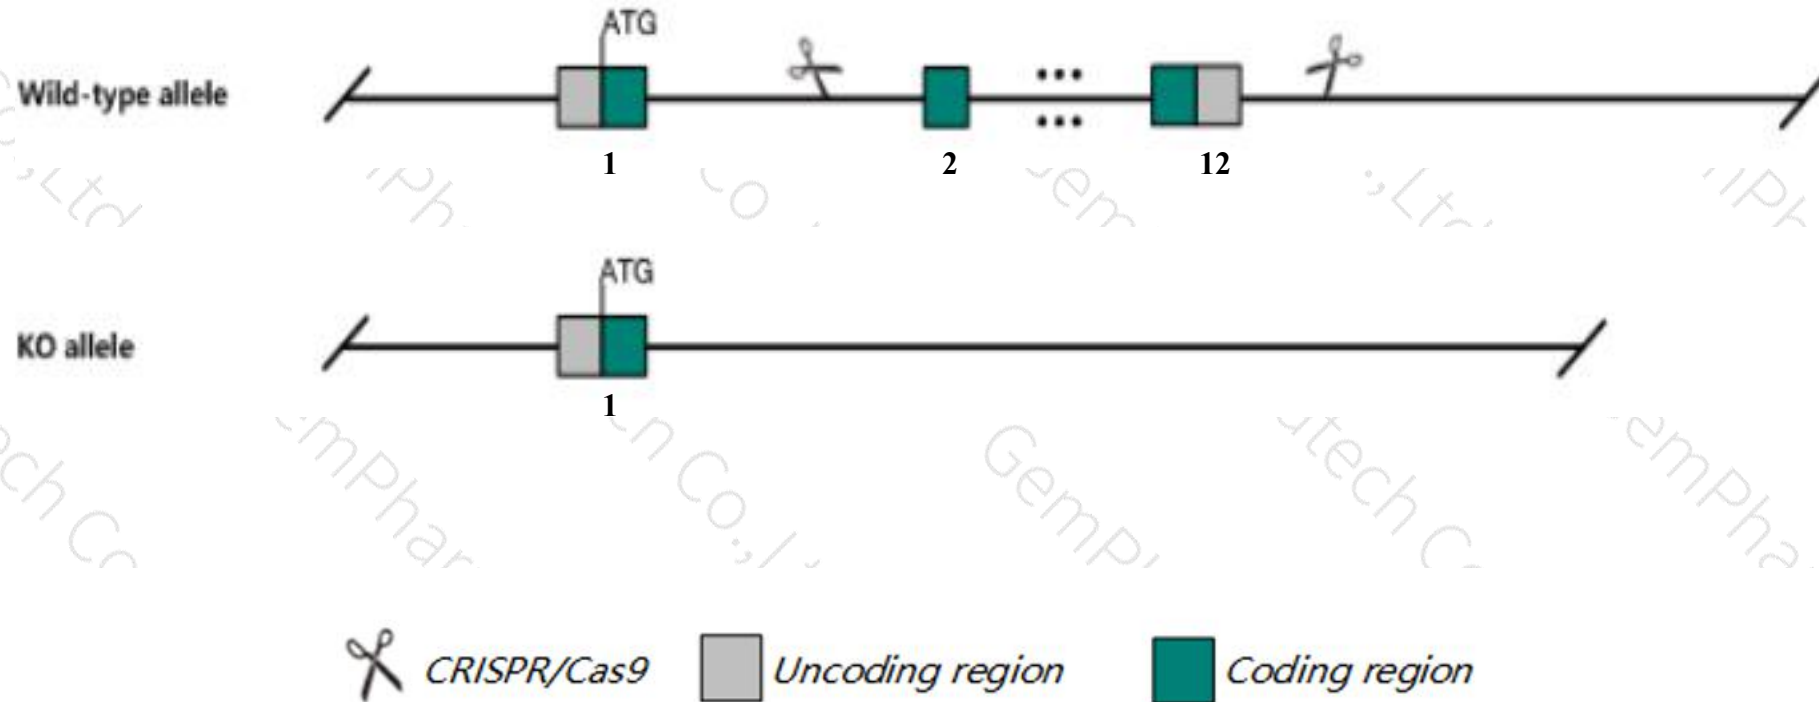 ATG
Wild-type allele
1 2 12
ATG
KO allele
1
CRISPR/Cas9 Uncoding region Coding region